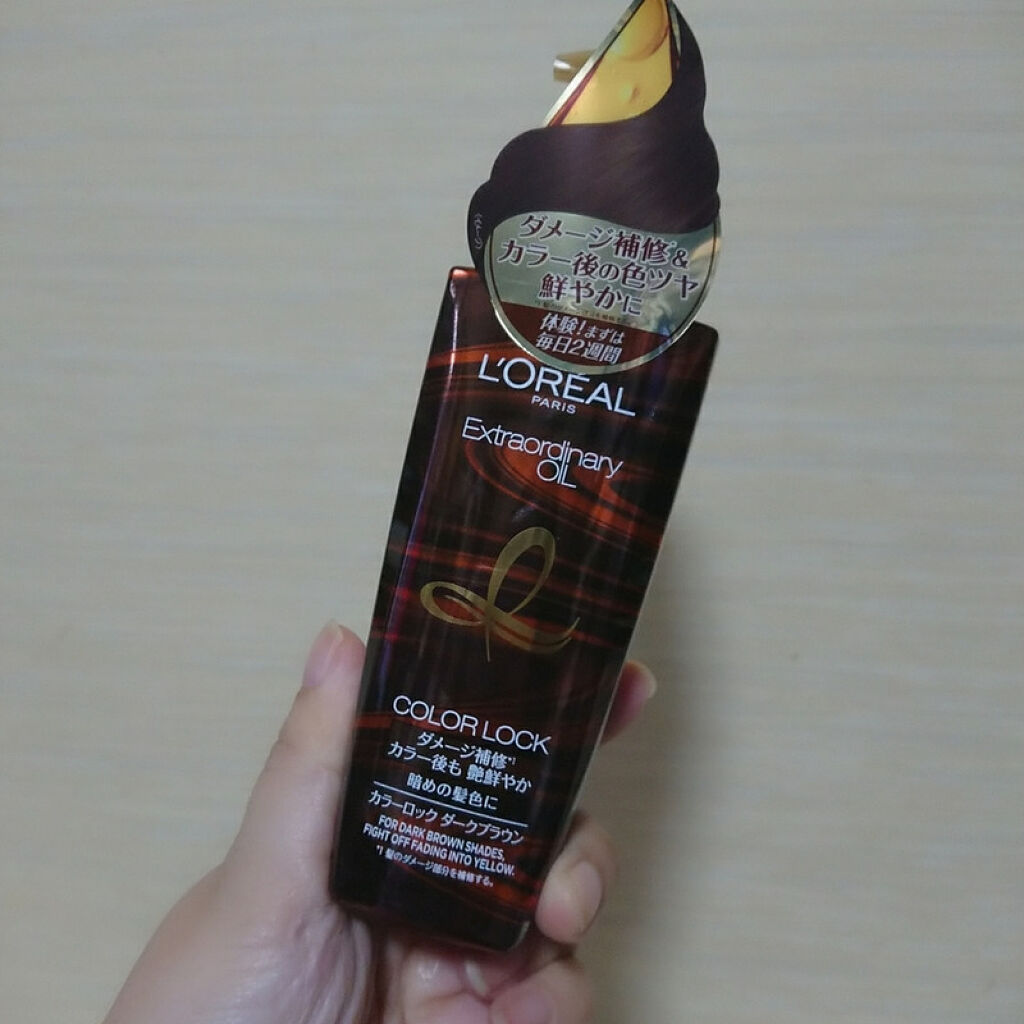 ダメージ補修&
カラー後の色ツヤ
鮮やかに
体験!まずは
毎日2週間
L'ORÉAL
PARIS
Extraordinary
OIL
COLOR LOCK
ダメージ補修*1
カラー後も 艶鮮やか
暗めの髪色に
カラーロック ダークブラウン
FOR DARK BROWN SHADES,
FIGHT OFF FADING INTO YELLOW.
*1 髪のダメージ部分を補修する。